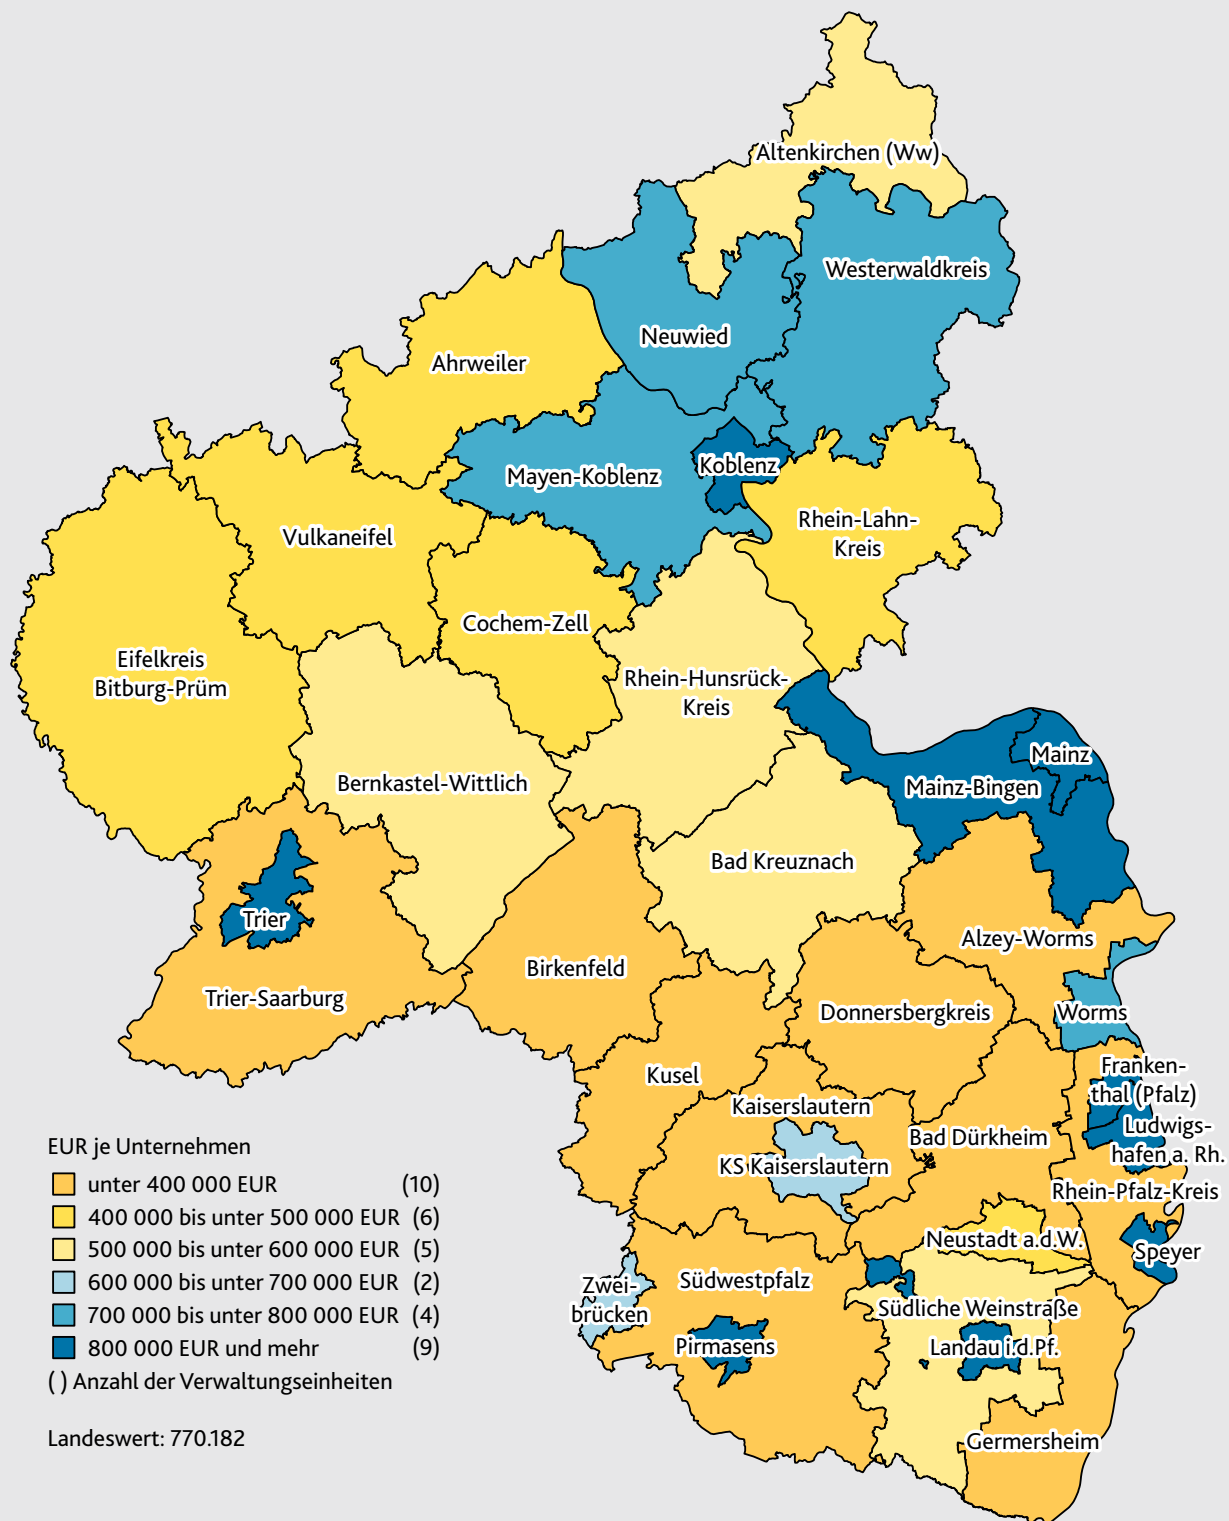 Altenkirchen (Ww)
Westerwaldkreis
Neuwied
Ahrweiler
Koblenz
Mayen-Koblenz
Rhein-Lahn-
Kreis
Vulkaneifel
Cochem-Zell
Eifelkreis
Bitburg-Prüm
Rhein-Hunsrück-
Kreis
Mainz
Mainz-Bingen
Bernkastel-Wittlich
Bad Kreuznach
Trier
Alzey-Worms
Birkenfeld
Trier-Saarburg
Donnersbergkreis
Worms
Kusel
Franken-
thal (Pfalz)
Kaiserslautern
Ludwigs-
hafen a. Rh.
Bad Dürkheim
KS Kaiserslautern
Rhein-Pfalz-Kreis
Neustadt a.d.W.
Speyer
Zwei-
brücken
Südwestpfalz
Südliche Weinstraße
Pirmasens
Landau i.d.Pf.
Germersheim
EUR je Unternehmen
unter 400 000 EUR (10)
400 000 bis unter 500 000 EUR (6)
500 000 bis unter 600 000 EUR (5)
600 000 bis unter 700 000 EUR (2)
700 000 bis unter 800 000 EUR (4)
800 000 EUR und mehr (9)
( ) Anzahl der Verwaltungseinheiten
Landeswert: 770.182